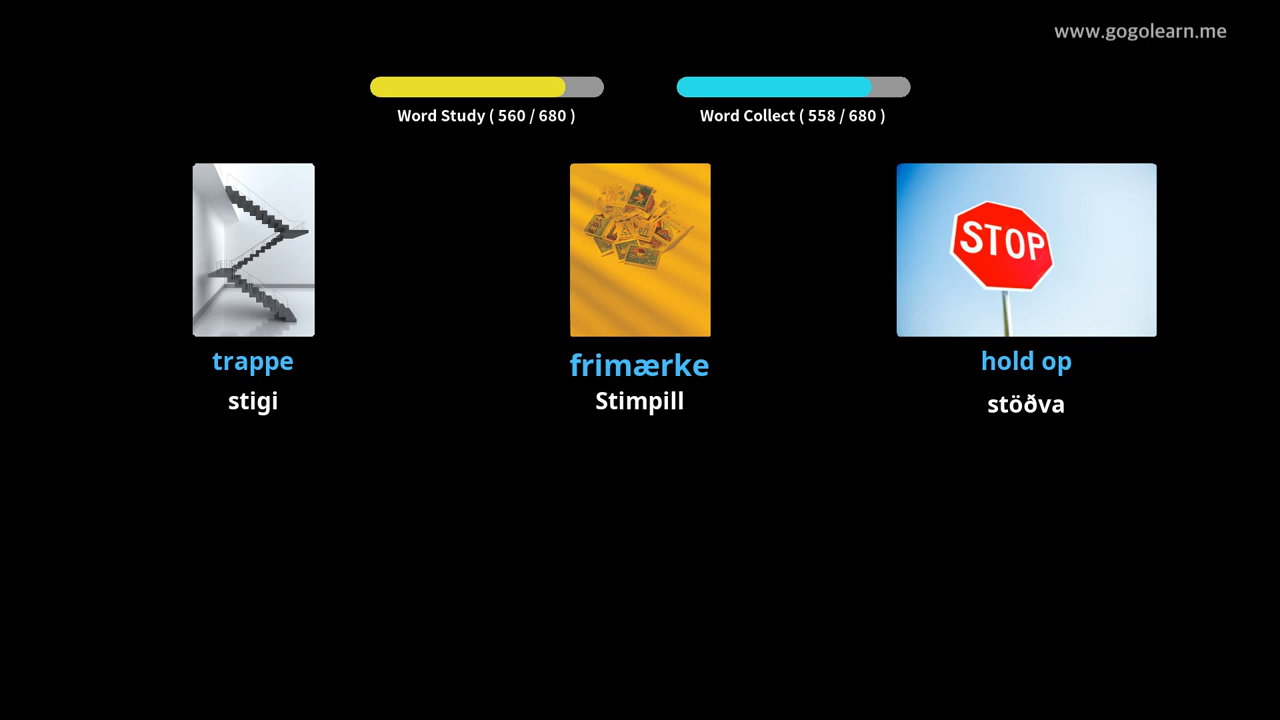 www.gogolearn.me
Word Study ( 560 / 680 )
Word Collect ( 558 / 680 )
STOP
trappe
stigi
frimærke
Stimpill
hold op
stöðva